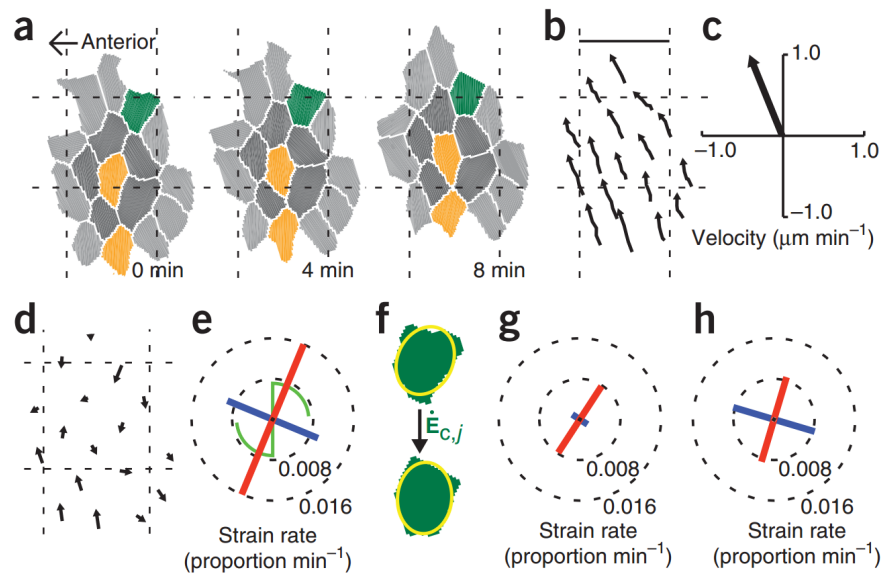 a
Anterior
0 min
4 min
8 min
b
c
1.0
−1.0
1.0
−1.0
Velocity (μm min⁻¹)
d
e
0.008
0.016
Strain rate
(proportion min⁻¹)
f
Ė_C,j
g
0.008
0.016
Strain rate
(proportion min⁻¹)
h
0.008
0.016
Strain rate
(proportion min⁻¹)